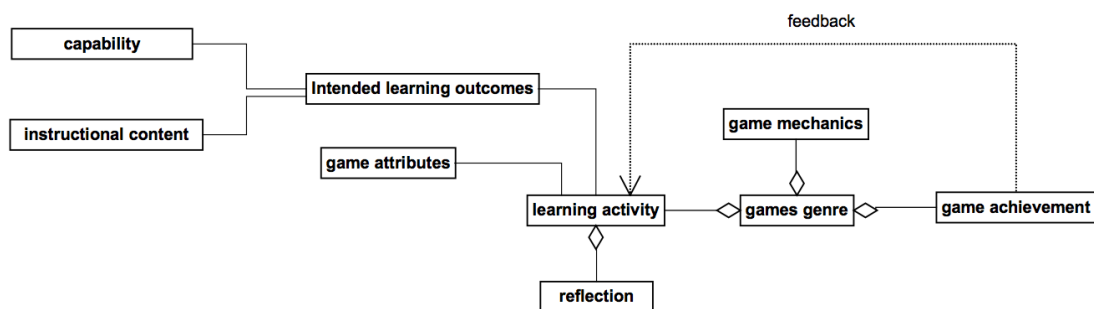 feedback
capability
Intended learning outcomes
game mechanics
instructional content
game attributes
learning activity
games genre
game achievement
reflection